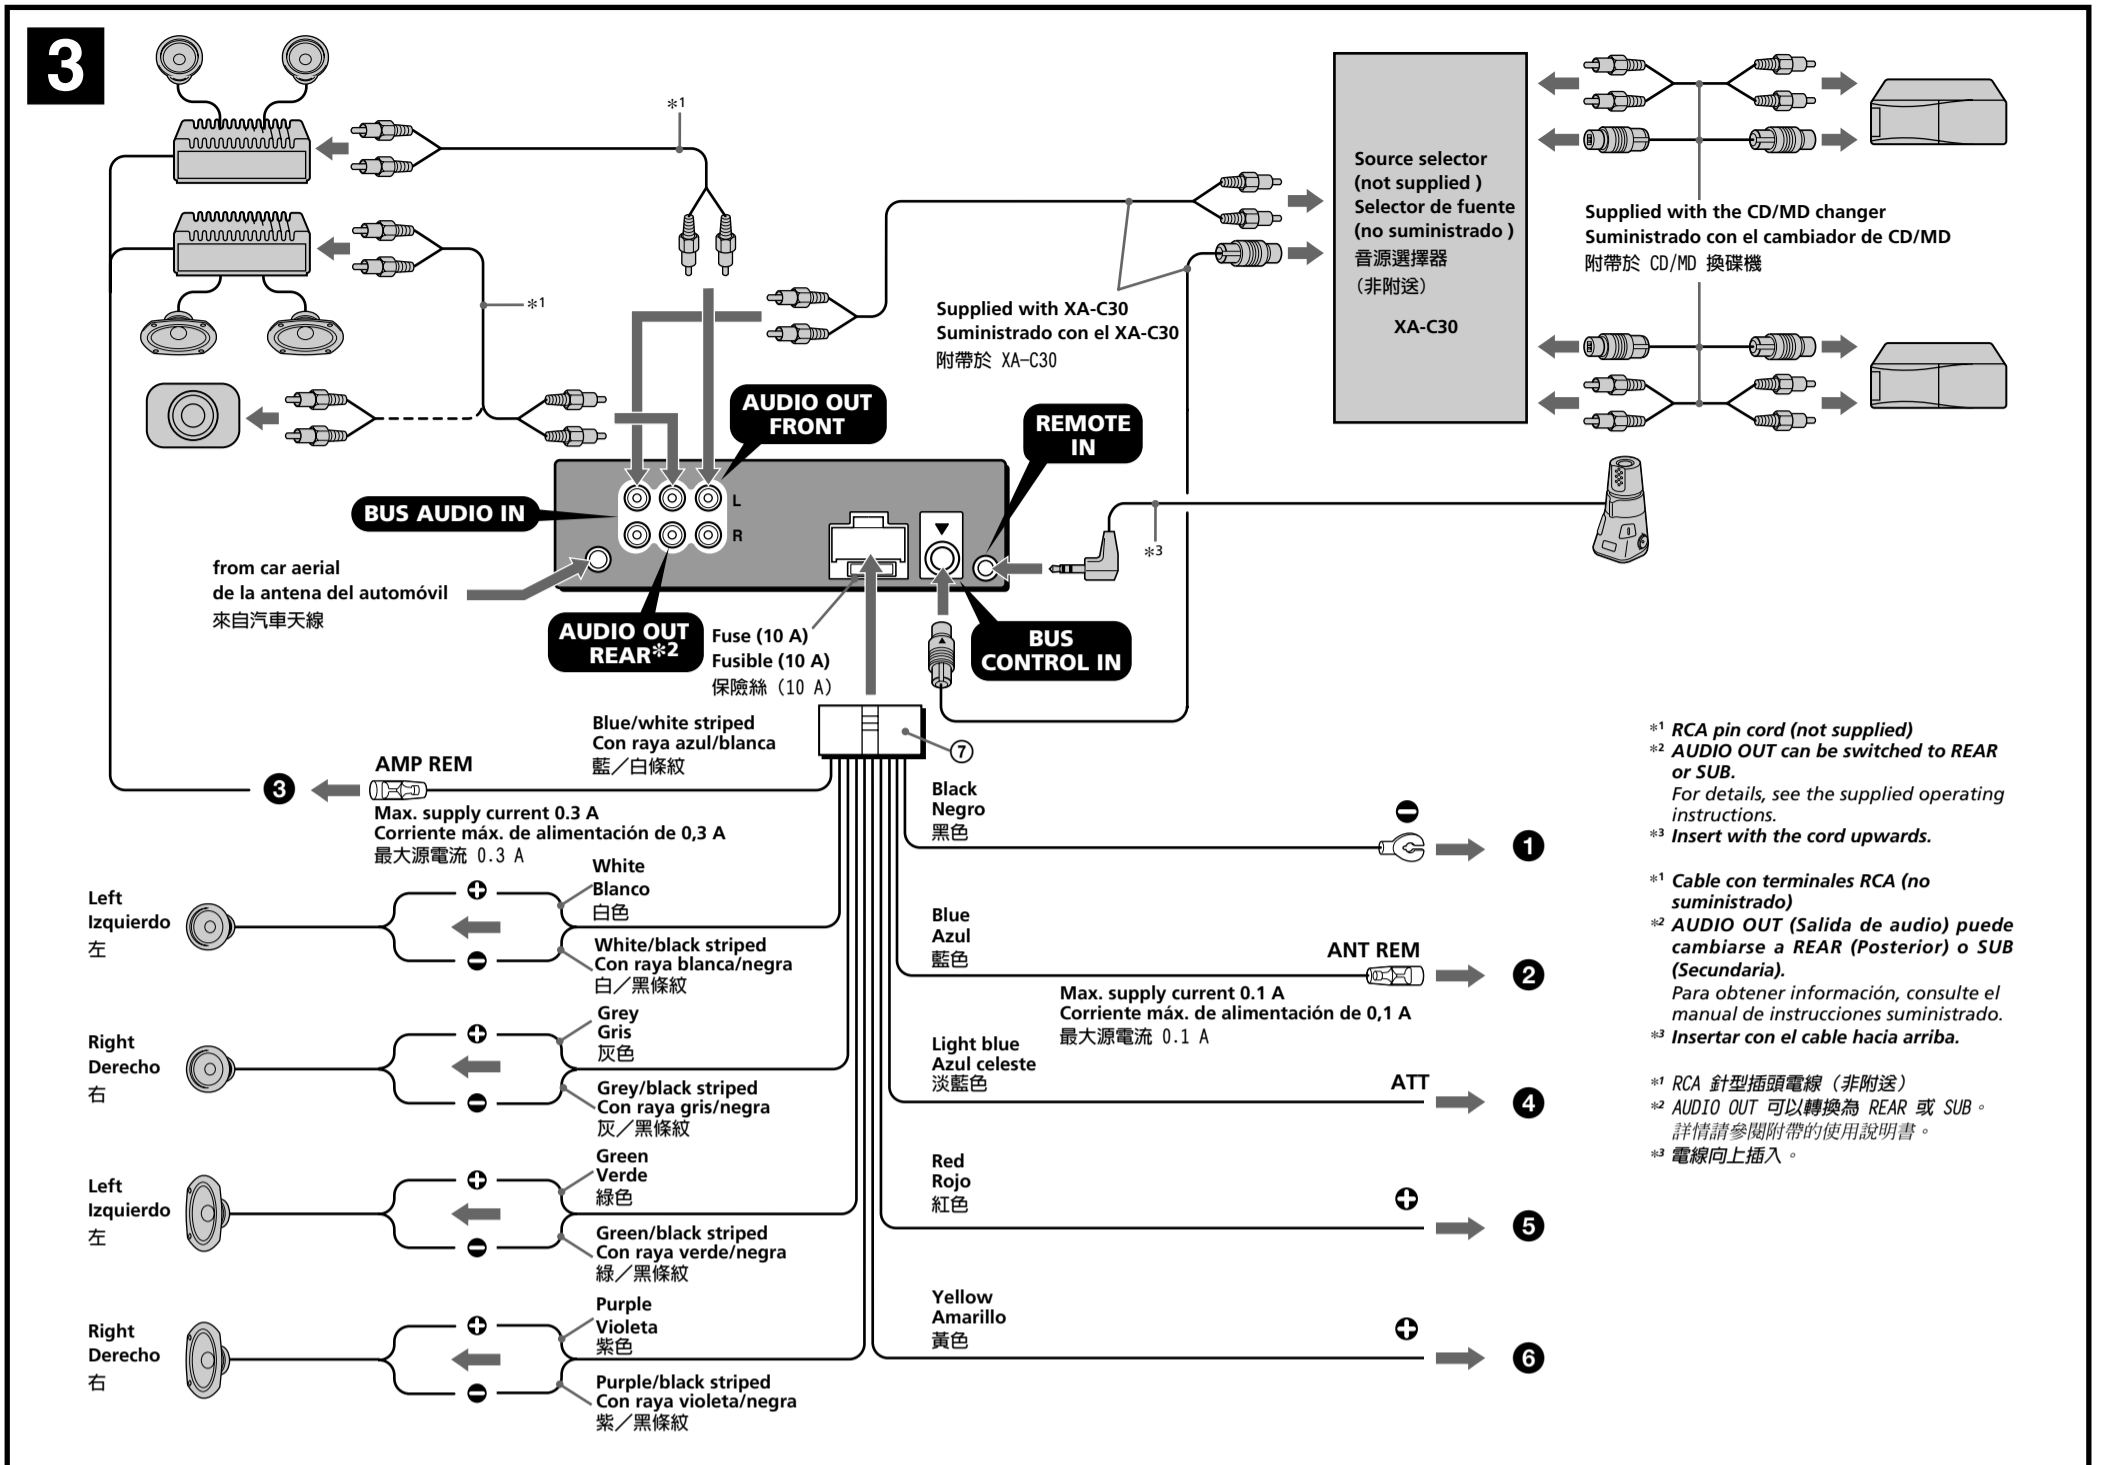 3
*1
*1
Source selector
(not supplied )
Selector de fuente
(no suministrado )
音源選擇器
（非附送）
XA-C30
Supplied with the CD/MD changer
Suministrado con el cambiador de CD/MD
附帶於 CD/MD 換碟機
Supplied with XA-C30
Suministrado con el XA-C30
附帶於 XA-C30
AUDIO OUT
FRONT
REMOTE
IN
BUS AUDIO IN
L
R
*3
from car aerial
de la antena del automóvil
來自汽車天線
AUDIO OUT
REAR*2
Fuse (10 A)
Fusible (10 A)
保險絲（10 A）
BUS
CONTROL IN
Blue/white striped
Con raya azul/blanca
藍／白條紋
7
3
AMP REM
Max. supply current 0.3 A
Corriente máx. de alimentación de 0,3 A
最大源電流 0.3 A
Left
Izquierdo
左
White
Blanco
白色
White/black striped
Con raya blanca/negra
白／黑條紋
Right
Derecho
右
Grey
Gris
灰色
Grey/black striped
Con raya gris/negra
灰／黑條紋
Left
Izquierdo
左
Green
Verde
綠色
Green/black striped
Con raya verde/negra
綠／黑條紋
Right
Derecho
右
Purple
Violeta
紫色
Purple/black striped
Con raya violeta/negra
紫／黑條紋
Black
Negro
黑色
1
Blue
Azul
藍色
ANT REM
2
Max. supply current 0.1 A
Corriente máx. de alimentación de 0,1 A
最大源電流 0.1 A
Light blue
Azul celeste
淡藍色
ATT
4
Red
Rojo
紅色
5
Yellow
Amarillo
黃色
6
*1 RCA pin cord (not supplied)
*2 AUDIO OUT can be switched to REAR
or SUB.
For details, see the supplied operating
instructions.
*3 Insert with the cord upwards.
*1 Cable con terminales RCA (no
suministrado)
*2 AUDIO OUT (Salida de audio) puede
cambiarse a REAR (Posterior) o SUB
(Secundaria).
Para obtener información, consulte el
manual de instrucciones suministrado.
*3 Insertar con el cable hacia arriba.
*1 RCA 針型插頭電線（非附送）
*2 AUDIO OUT 可以轉換為 REAR 或 SUB。
詳情請參閱附帶的使用說明書。
*3 電線向上插入。